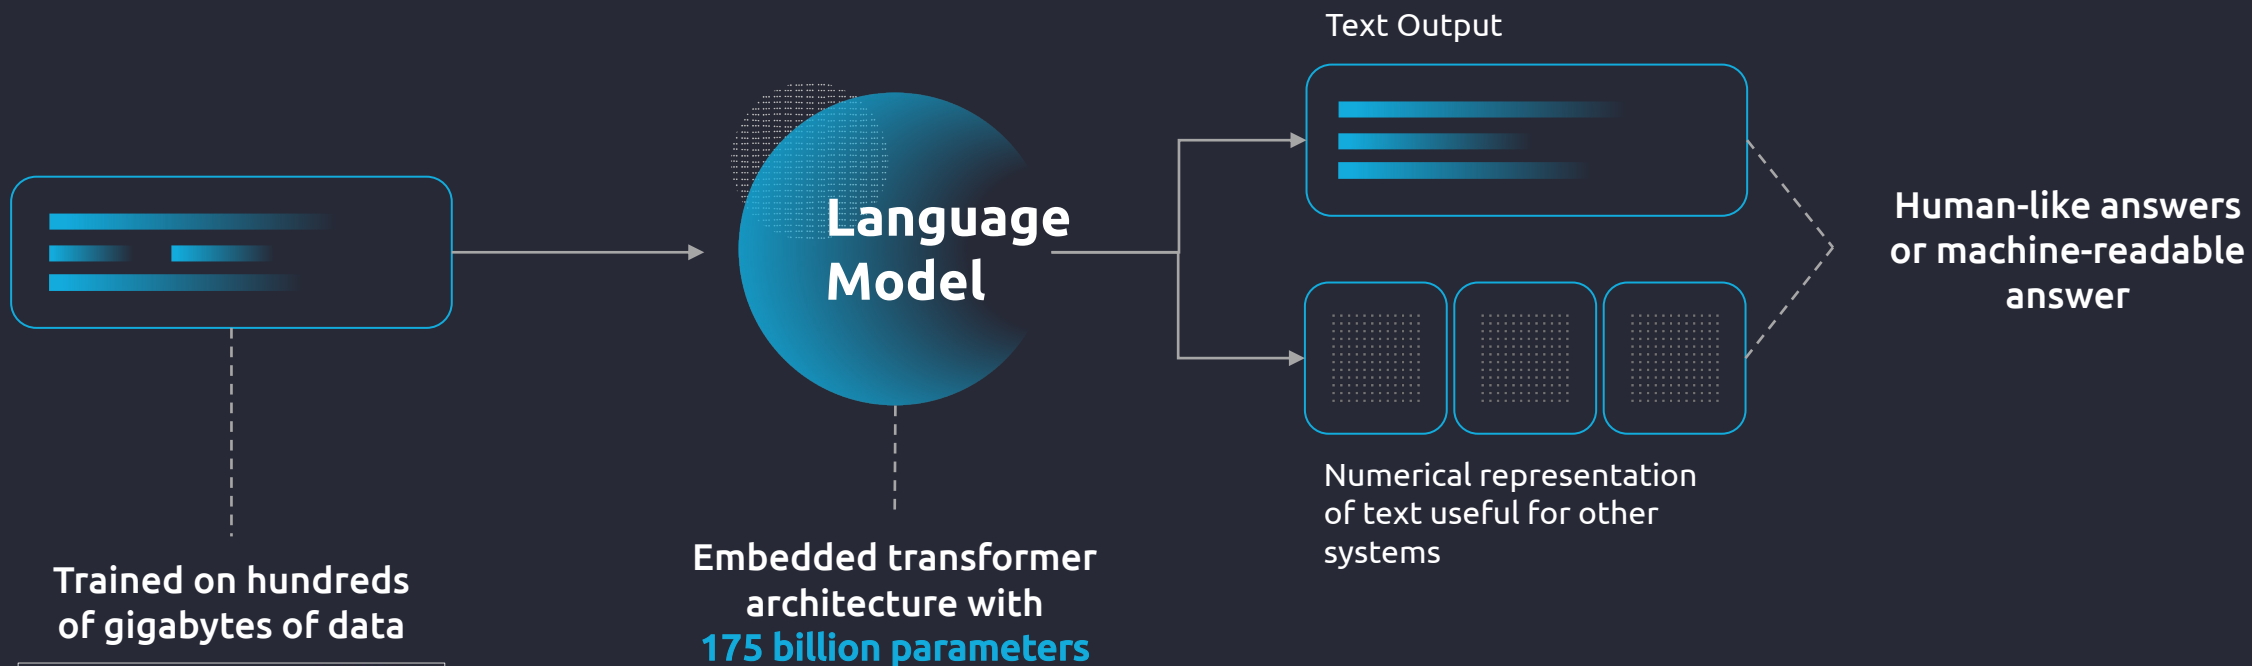 Text Output
Language
Model
Human-like answers
or machine-readable
answer
Numerical representation
of text useful for other
systems
Trained on hundreds
of gigabytes of data
Embedded transformer
architecture with
175 billion parameters